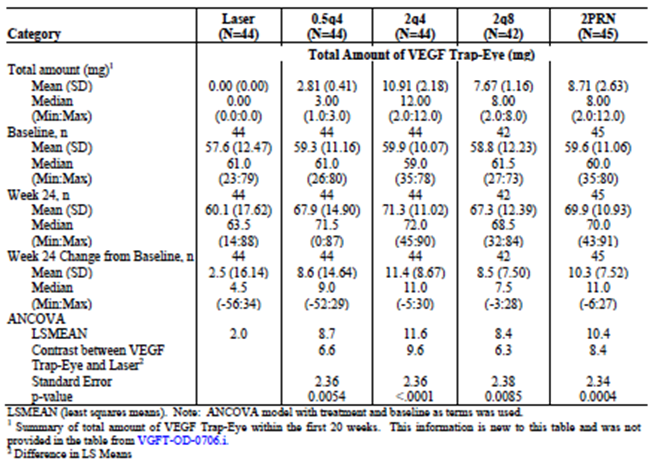 Category Laser (N=44) 0.5q4 (N=44) 2q4 (N=44) 2q8 (N=42) 2PRN (N=45)
Total Amount of VEGF Trap-Eye (mg)
Total amount (mg)1
Mean (SD) 0.00 (0.00) 2.81 (0.41) 10.91 (2.18) 7.67 (1.16) 8.71 (2.63)
Median 0.00 3.00 12.00 8.00 8.00
(Min:Max) (0.0:0.0) (1.0:3.0) (2.0:12.0) (2.0:8.0) (2.0:12.0)
Baseline, n 44 44 44 42 45
Mean (SD) 57.6 (12.47) 59.3 (11.16) 59.9 (10.07) 58.8 (12.23) 59.6 (11.06)
Median 61.0 61.0 59.0 61.5 60.0
(Min:Max) (23:79) (26:80) (35:78) (27:73) (35:80)
Week 24, n 44 44 44 42 45
Mean (SD) 60.1 (17.62) 67.9 (14.90) 71.3 (11.02) 67.3 (12.39) 69.9 (10.93)
Median 63.5 71.5 72.0 68.5 70.0
(Min:Max) (14:88) (0:87) (45:90) (32:84) (43:91)
Week 24 Change from Baseline, n 44 44 44 42 45
Mean (SD) 2.5 (16.14) 8.6 (14.64) 11.4 (8.67) 8.5 (7.50) 10.3 (7.52)
Median 4.5 9.0 11.0 7.5 11.0
(Min:Max) (-56:34) (-52:29) (-5:30) (-3:28) (-6:27)
ANCOVA
LSMEAN 2.0 8.7 11.6 8.4 10.4
Contrast between VEGF 6.6 9.6 6.3 8.4
Trap-Eye and Laser2
Standard Error 2.36 2.36 2.38 2.34
p-value 0.0054 <.0001 0.0085 0.0004
LSMEAN (least squares means). Note: ANCOVA model with treatment and baseline as terms was used.
1 Summary of total amount of VEGF Trap-Eye within the first 20 weeks. This information is new to this table and was not
provided in the table from VGFT-OD-0706.i.
2 Difference in LS Means